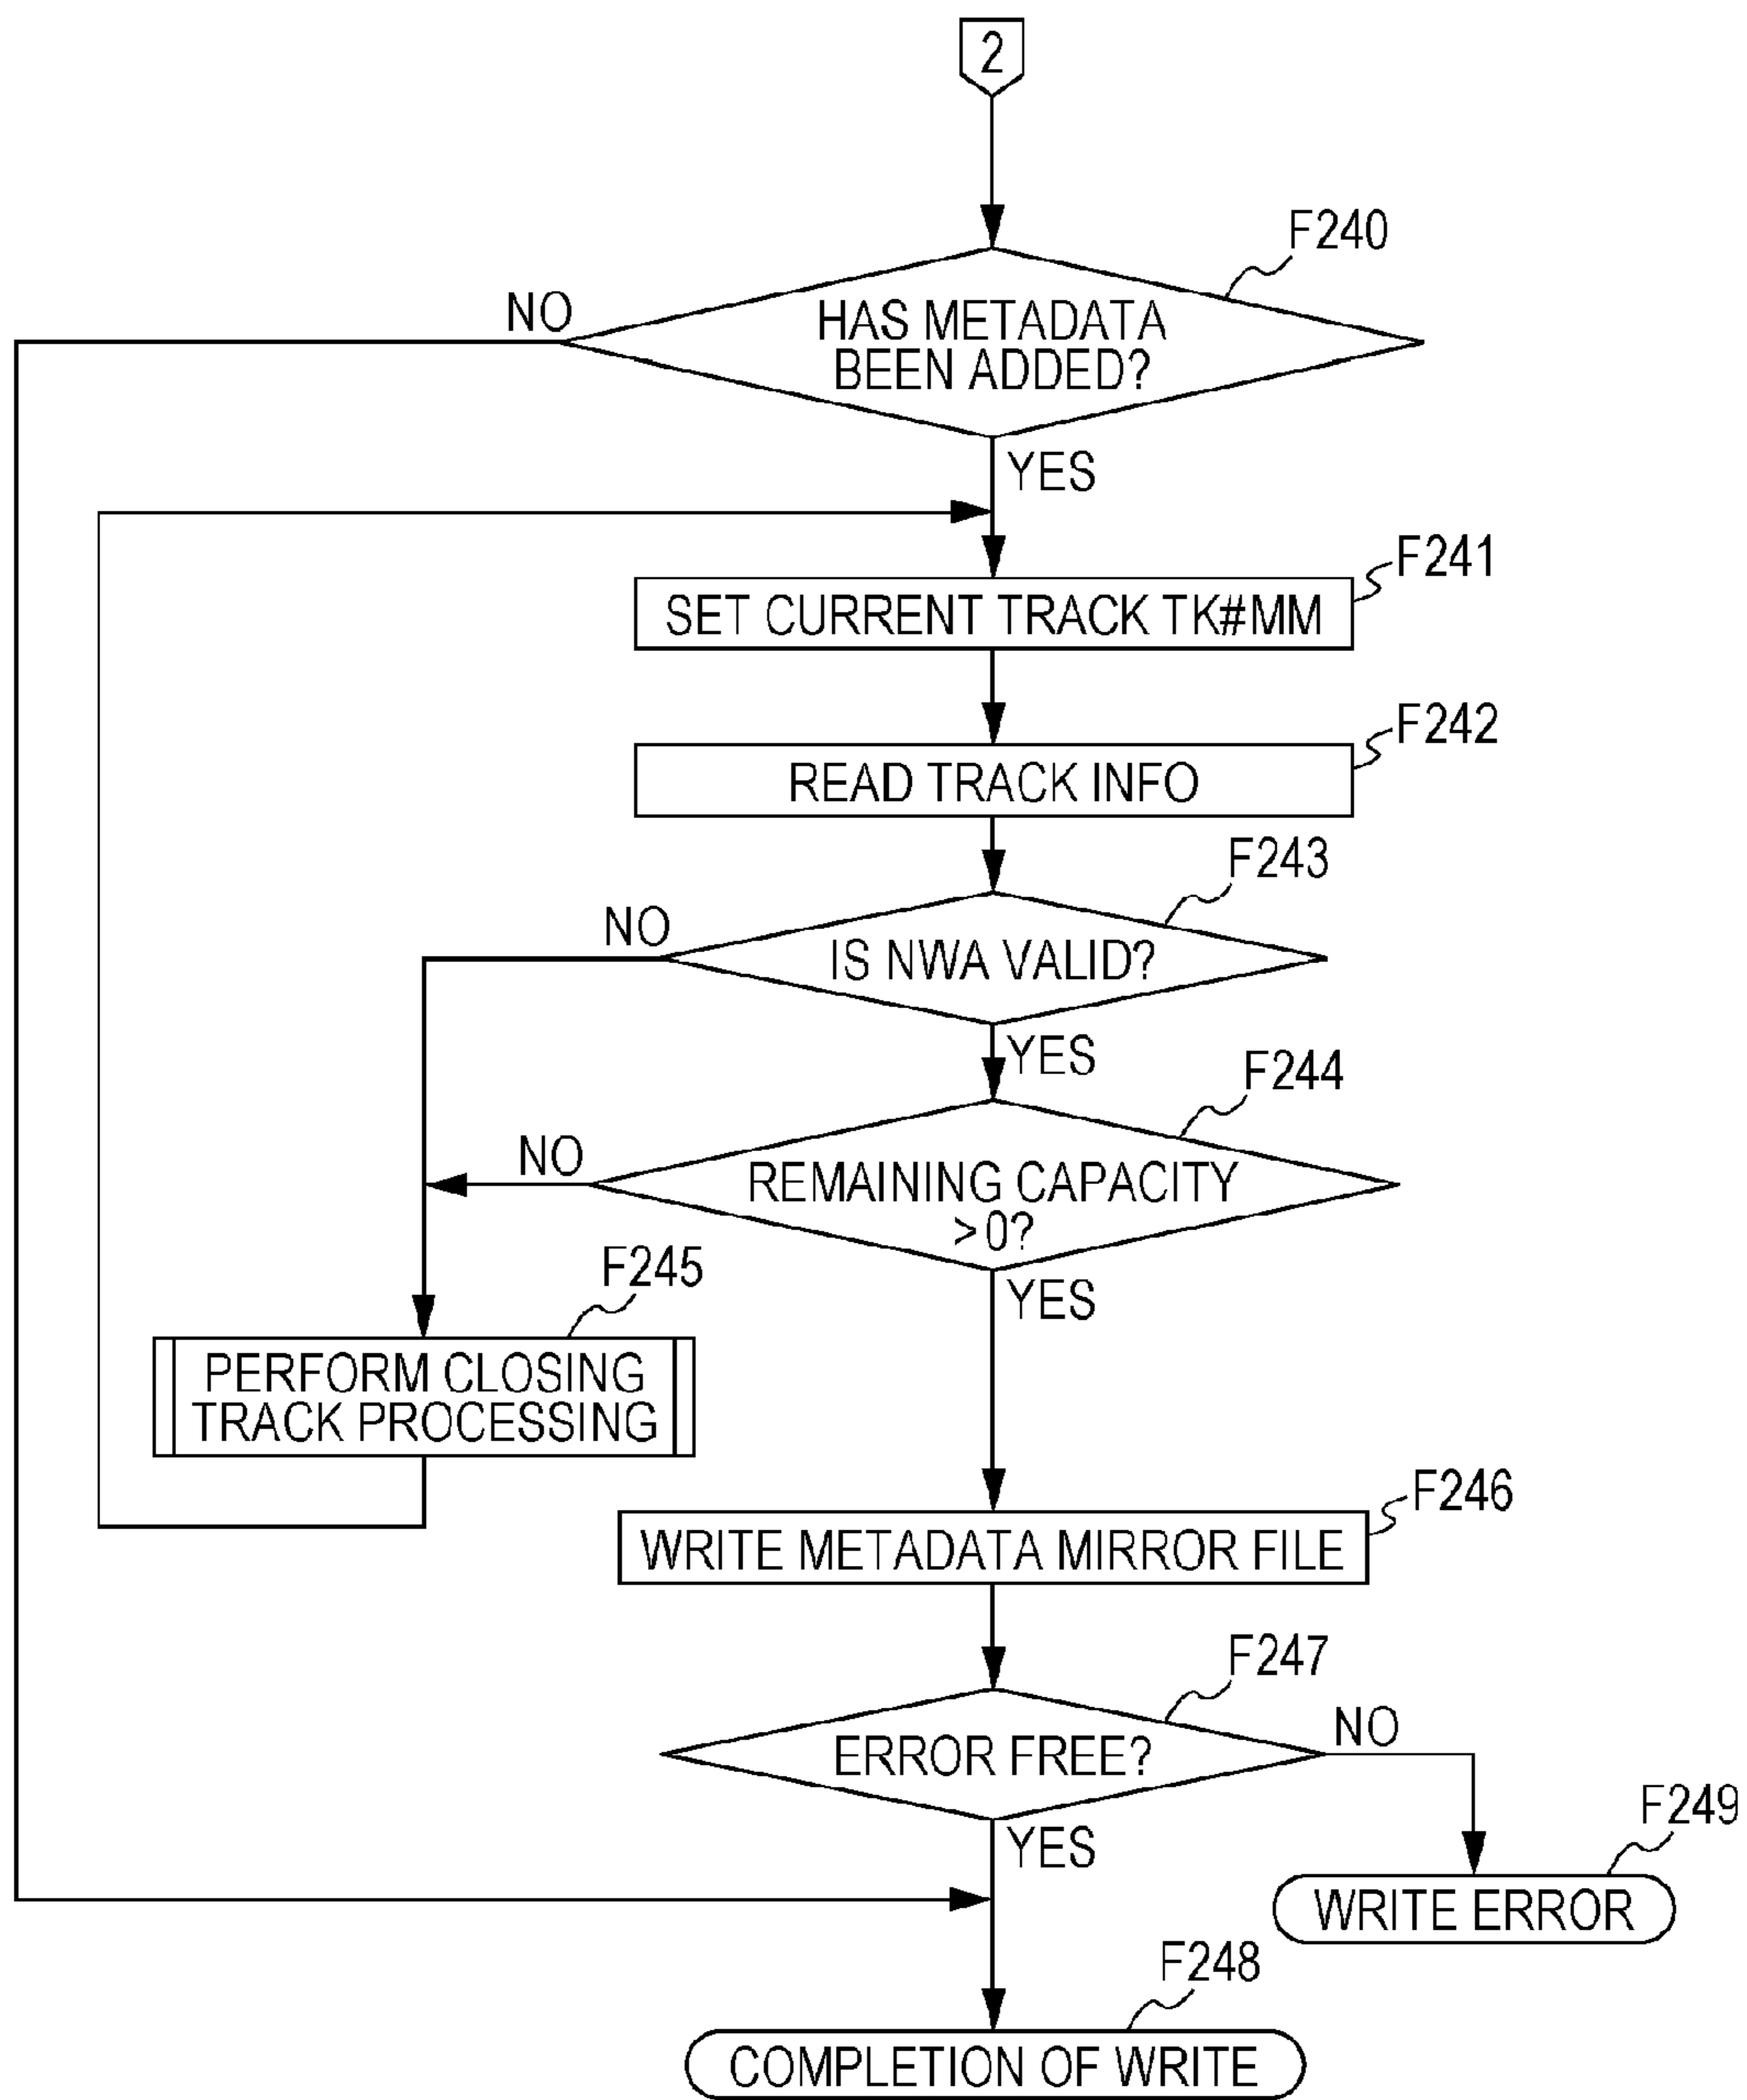 2
F240
NO
HAS METADATA
BEEN ADDED?
YES
F241
SET CURRENT TRACK TK#MM
F242
READ TRACK INFO
F243
NO
IS NWA VALID?
YES
F244
NO
REMAINING CAPACITY
>0?
F245
YES
PERFORM CLOSING
TRACK PROCESSING
F246
WRITE METADATA MIRROR FILE
F247
NO
ERROR FREE?
F249
YES
WRITE ERROR
F248
COMPLETION OF WRITE